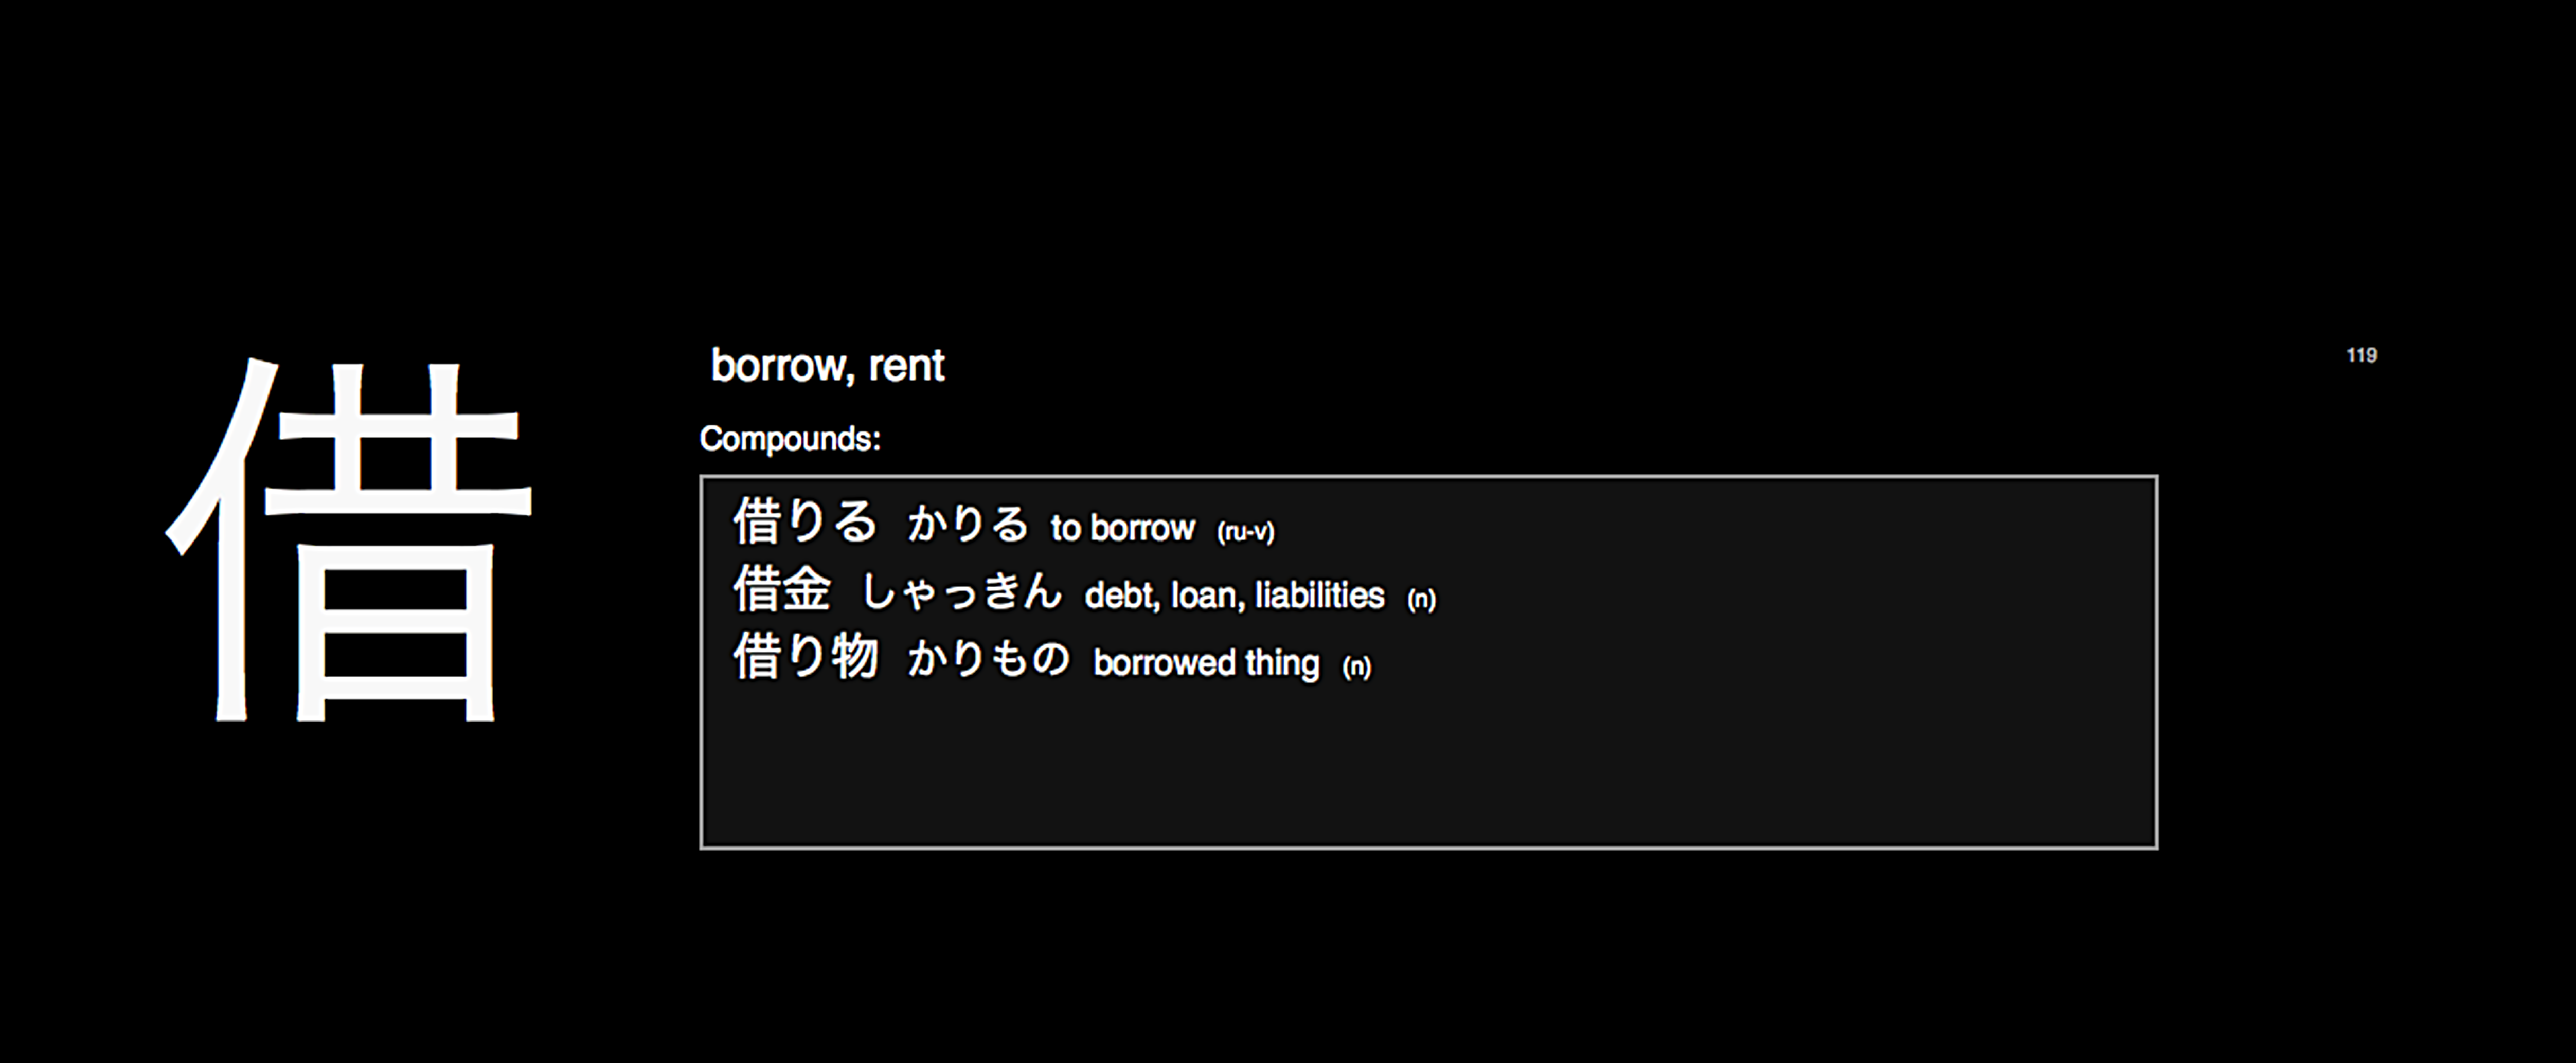 借
borrow, rent
119
Compounds:
借りる かりる to borrow (ru-v)
借金 しゃっきん debt, loan, liabilities (n)
借り物 かりもの borrowed thing (n)